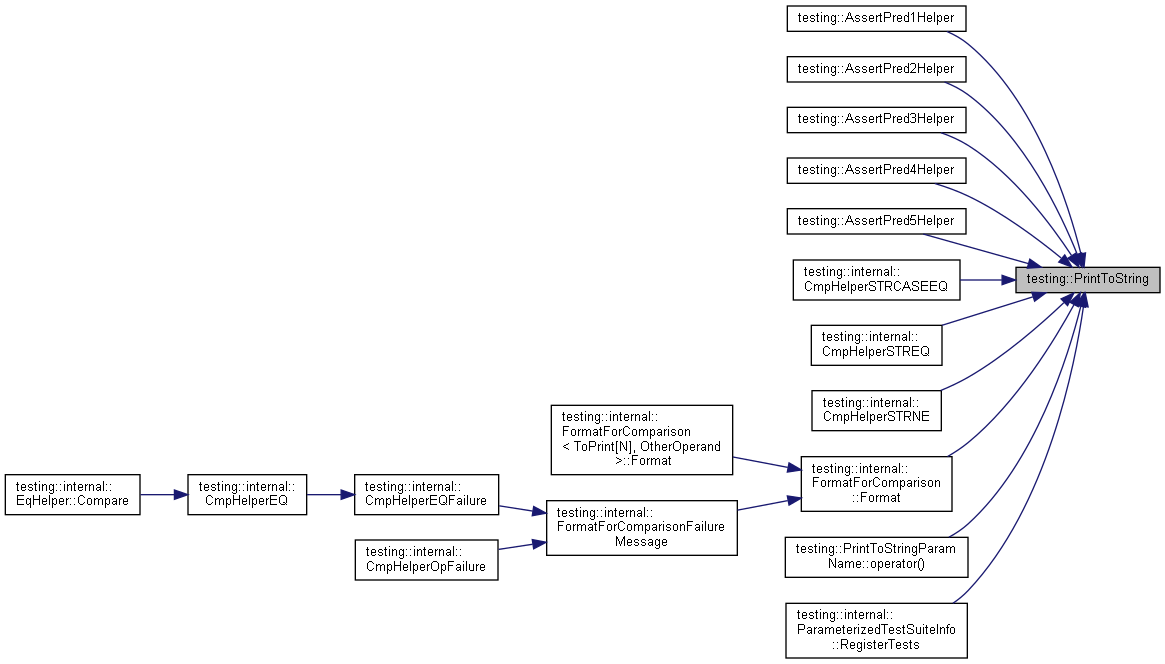 testing::AssertPred1Helper
testing::AssertPred2Helper
testing::AssertPred3Helper
testing::AssertPred4Helper
testing::AssertPred5Helper
testing::internal::
CmpHelperSTRCASEEQ
testing::PrintToString
testing::internal::
CmpHelperSTREQ
testing::internal::
CmpHelperSTRNE
testing::internal::
FormatForComparison
< ToPrint[N], OtherOperand
>::Format
testing::internal::
FormatForComparison
::Format
testing::internal::
EqHelper::Compare
testing::internal::
CmpHelperEQ
testing::internal::
CmpHelperEQFailure
testing::internal::
FormatForComparisonFailure
Message
testing::internal::
CmpHelperOpFailure
testing::PrintToStringParam
Name::operator()
testing::internal::
ParameterizedTestSuiteInfo
::RegisterTests